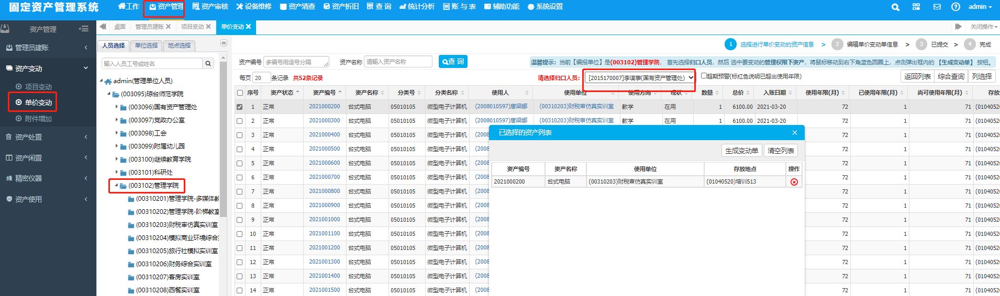 固定资产管理系统
工作 资产管理 资产审核 设备维修 资产清查 资产折旧 查 询 统计分析 账 与 表 辅助功能 系统设置 admin
资产管理
管理员建账
资产变动
项目变动
单价变动
附件增加
资产处置
资产闲置
精密仪器
资产使用
桌面 管理员建账 项目变动 单价变动 关闭操作
人员选择 单位选择 地点选择
输入人员工号或姓名
admin(管理单位人员)
(003095)琼台师范学院
(003096)国有资产管理处
(003097)党政办公室
(003098)工会
(003099)附属幼儿园
(003100)继续教育学院
(003101)科研处
(003102)管理学院
(00310201)管理学院-多媒体教
(00310202)管理学院-阶梯教室
(00310203)财税审仿真实训室
(00310204)模拟商业环境综合
(00310205)旅行社模拟实训室
(00310206)财务综合实训室
(00310207)客房实训室
(00310208)西餐实训室
1 选择进行单价变动的资产信息 > 2 编辑单价变动单信息 > 3 已提交 > 4 完成
资产编号 多编号用逗号分隔 资产名称 请输入资产名称 查 询
温馨提示：当前【编报单位】是(003102)管理学院， 首先选择归口人员，然后 选中要变动的管理权限下资产，将鼠标移动到右下角蓝色圆圈上，点击弹出框内的 【生成变动单】 按钮。
每页 20 条记录 共52条记录 请选择归口人员： [2015170007]李谋事(国有资产管理处) 超期预警(标红色说明已超出使用年限) 返回列表 综合查询 列选择
序号 资产状态 资产编号 资产名称 分类号 分类名称 使用人 使用单位 使用方向 现状 数量 总价 入账日期 使用年限(月) 已使用年限(月) 尚可使用年限(月) 存放
1 正常 2021000200 台式电脑 05010105 微型电子计算机 (2008010597)唐梁娜 (00310203)财税审仿真实训室 教学 在用 1 6100.00 2021-03-20 72 1 71 (0104052
2 正常 2021000300 台式电脑 05010105 微型电子计算机 (2008010597)唐梁娜 (00310203)财税审仿真实训室 教学 在用 1 6100.00 2021-03-20 72 1 71 (0104052
3 正常 2021000400 台式电脑 05010105 微型电子计算机 (2008 72 1 71 (0104052
4 正常 2021000500 台式电脑 05010105 微型电子计算机 (2008 72 1 71 (0104052
5 正常 2021000600 台式电脑 05010105 微型电子计算机 (2008 72 1 71 (0104052
6 正常 2021000700 台式电脑 05010105 微型电子计算机 (2008 72 1 71 (0104052
7 正常 2021000800 台式电脑 05010105 微型电子计算机 (2008 72 1 71 (0104052
8 正常 2021000900 台式电脑 05010105 微型电子计算机 (2008 72 1 71 (0104052
9 正常 2021001000 台式电脑 05010105 微型电子计算机 (2008 72 1 71 (0104052
10 正常 2021001100 台式电脑 05010105 微型电子计算机 (2008 72 1 71 (0104052
11 正常 2021001200 台式电脑 05010105 微型电子计算机 (2008 72 1 71 (0104052
12 正常 2021001300 台式电脑 05010105 微型电子计算机 (2008 72 1 71 (0104052
13 正常 2021001400 台式电脑 05010105 微型电子计算机 (2008 72 1 71 (0104052
14 正常 2021001500 台式电脑 05010105 微型电子计算机 (2008 72 1 71 (0104052
已选择的资产列表
生成变动单 清空列表
资产编号 资产名称 使用单位 存放地点 操作
2021000200 台式电脑 (00310203)财税审仿真实训室 (01040520)培训513